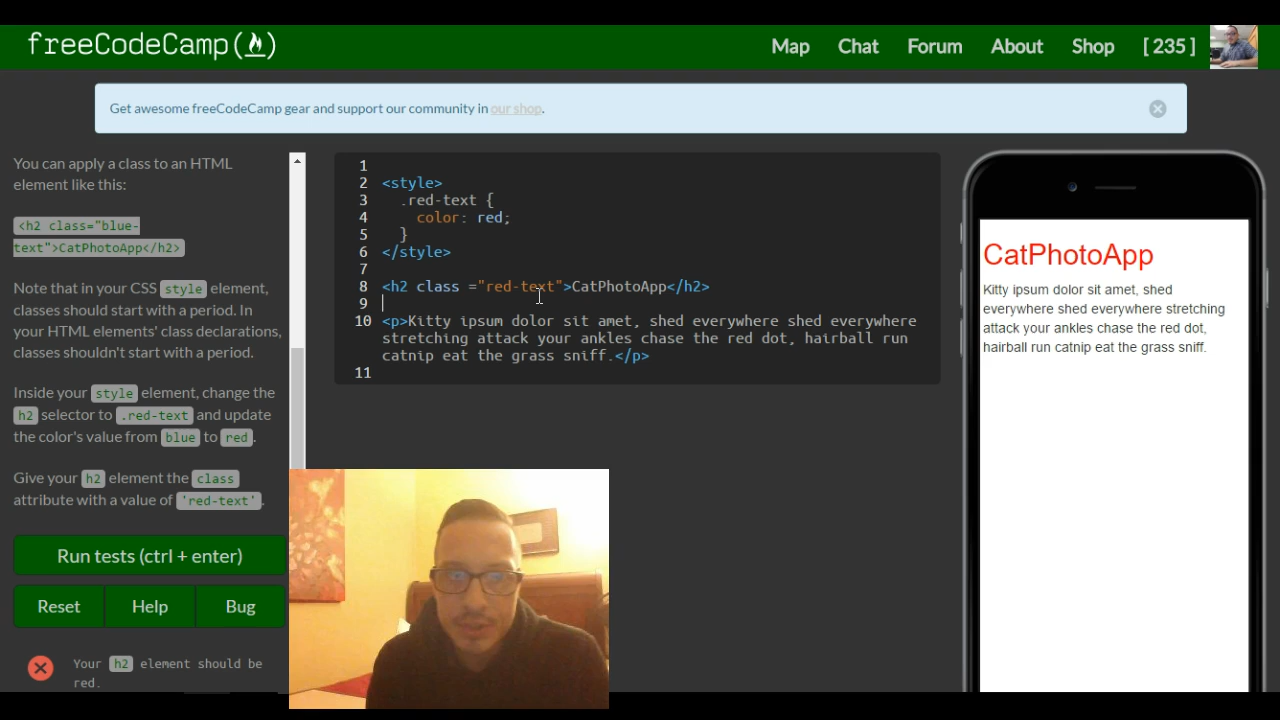 freeCodeCamp(🔥)
Map Chat Forum About Shop [ 235 ]
Get awesome freeCodeCamp gear and support our community in our shop.
You can apply a class to an HTML
element like this:
<h2 class="blue-
text">CatPhotoApp</h2>
Note that in your CSS style element,
classes should start with a period. In
your HTML elements' class declarations,
classes shouldn't start with a period.
Inside your style element, change the
h2 selector to .red-text and update
the color's value from blue to red.
Give your h2 element the class
attribute with a value of 'red-text'.
Run tests (ctrl + enter)
Reset Help Bug
Your h2 element should be
red.
1
2 <style>
3 .red-text {
4 color: red;
5 }
6 </style>
7
8 <h2 class ="red-text">CatPhotoApp</h2>
9
10 <p>Kitty ipsum dolor sit amet, shed everywhere shed everywhere
stretching attack your ankles chase the red dot, hairball run
catnip eat the grass sniff.</p>
11
CatPhotoApp
Kitty ipsum dolor sit amet, shed
everywhere shed everywhere stretching
attack your ankles chase the red dot,
hairball run catnip eat the grass sniff.